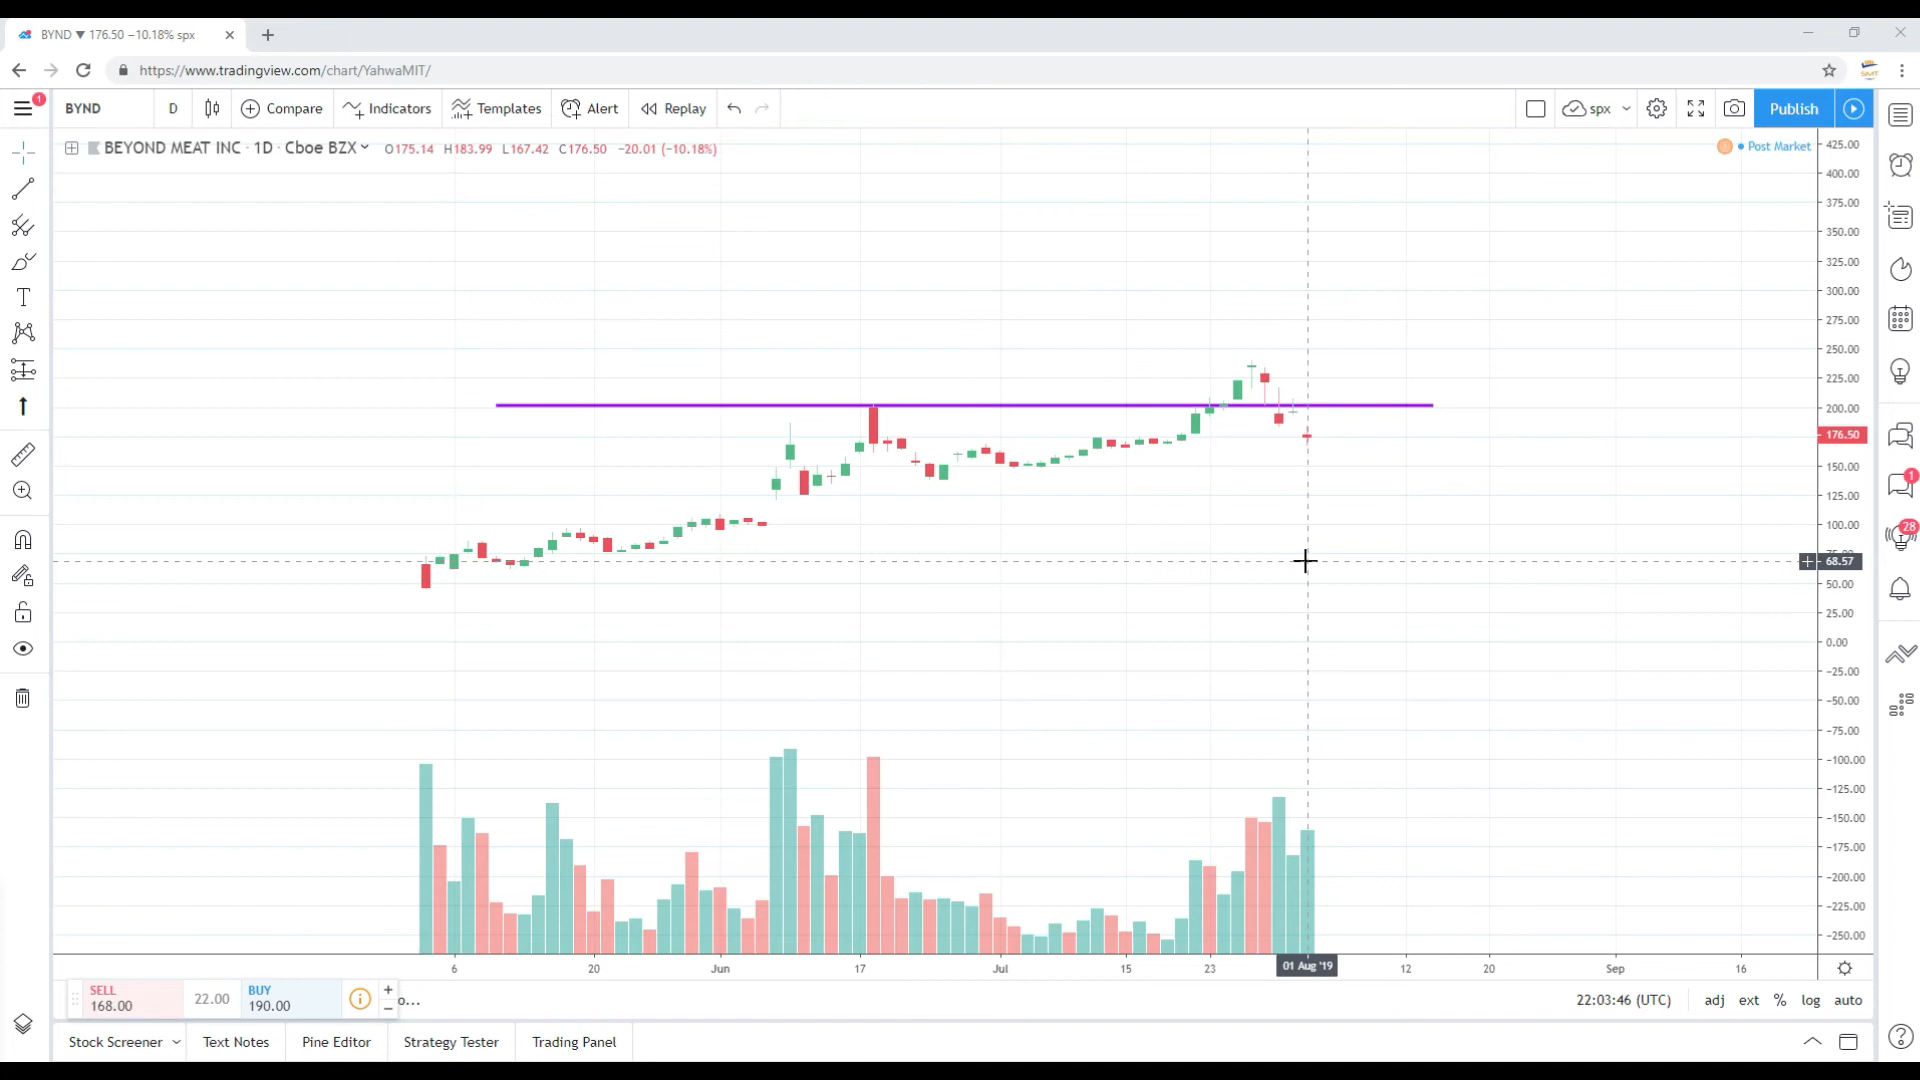 BYND ▼ 176.50 −10.18% spx
https://www.tradingview.com/chart/YahwaMIT/
SMT
1
BYND D Compare Indicators Templates Alert Replay spx Publish
BEYOND MEAT INC · 1D · Cboe BZX O175.14 H183.99 L167.42 C176.50 −20.01 (−10.18%)
Post Market
425.00
400.00
375.00
350.00
325.00
300.00
275.00
250.00
225.00
200.00
176.50
150.00
125.00
100.00
68.57
50.00
25.00
0.00
−25.00
−50.00
−75.00
−100.00
−125.00
−150.00
−175.00
−200.00
−225.00
−250.00
1
28
6 20 Jun 17 Jul 15 23 01 Aug '19 12 20 Sep 16
SELL
168.00
22.00
BUY
190.00
o...
22:03:46 (UTC) adj ext % log auto
Stock Screener Text Notes Pine Editor Strategy Tester Trading Panel